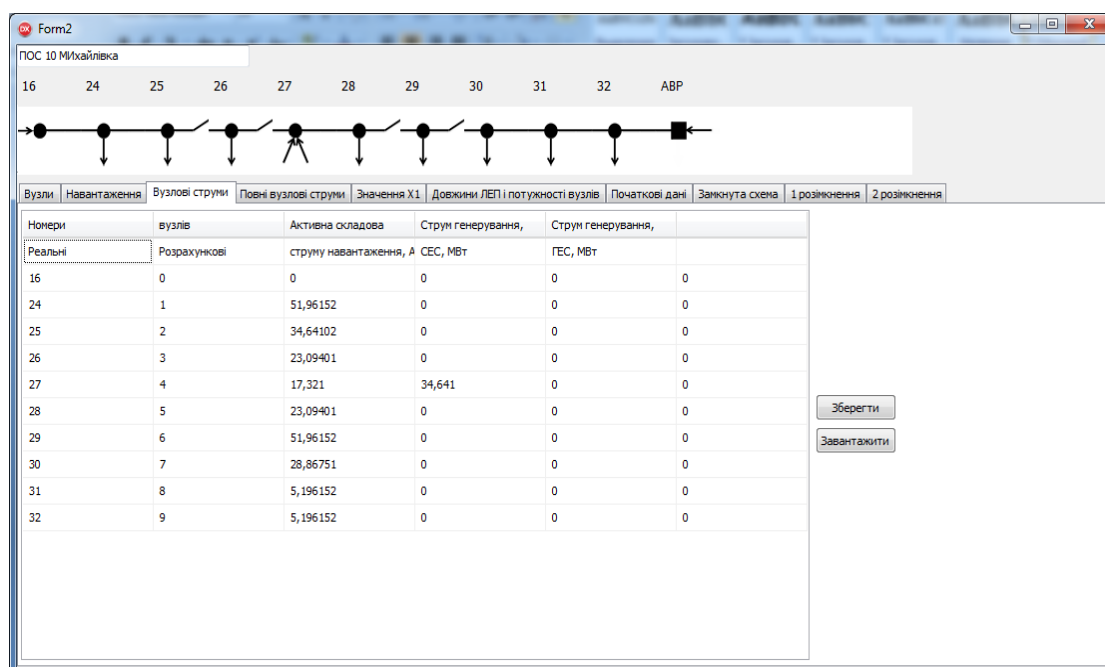 Form2
ПОС 10 МИхайлівка
16 24 25 26 27 28 29 30 31 32 АВР
Вузли Навантаження Вузлові струми Повні вузлові струми Значення X1 Довжини ЛЕП і потужності вузлів Початкові дані Замкнута схема 1 розімкнення 2 розімкнення
Номери вузлів Активна складова Струм генерування, Струм генерування,
Реальні Розрахункові струму навантаження, А СЕС, МВт ГЕС, МВт
16 0 0 0 0 0
24 1 51,96152 0 0 0
25 2 34,64102 0 0 0
26 3 23,09401 0 0 0
27 4 17,321 34,641 0 0
28 5 23,09401 0 0 0
29 6 51,96152 0 0 0
30 7 28,86751 0 0 0
31 8 5,196152 0 0 0
32 9 5,196152 0 0 0
Зберегти
Завантажити